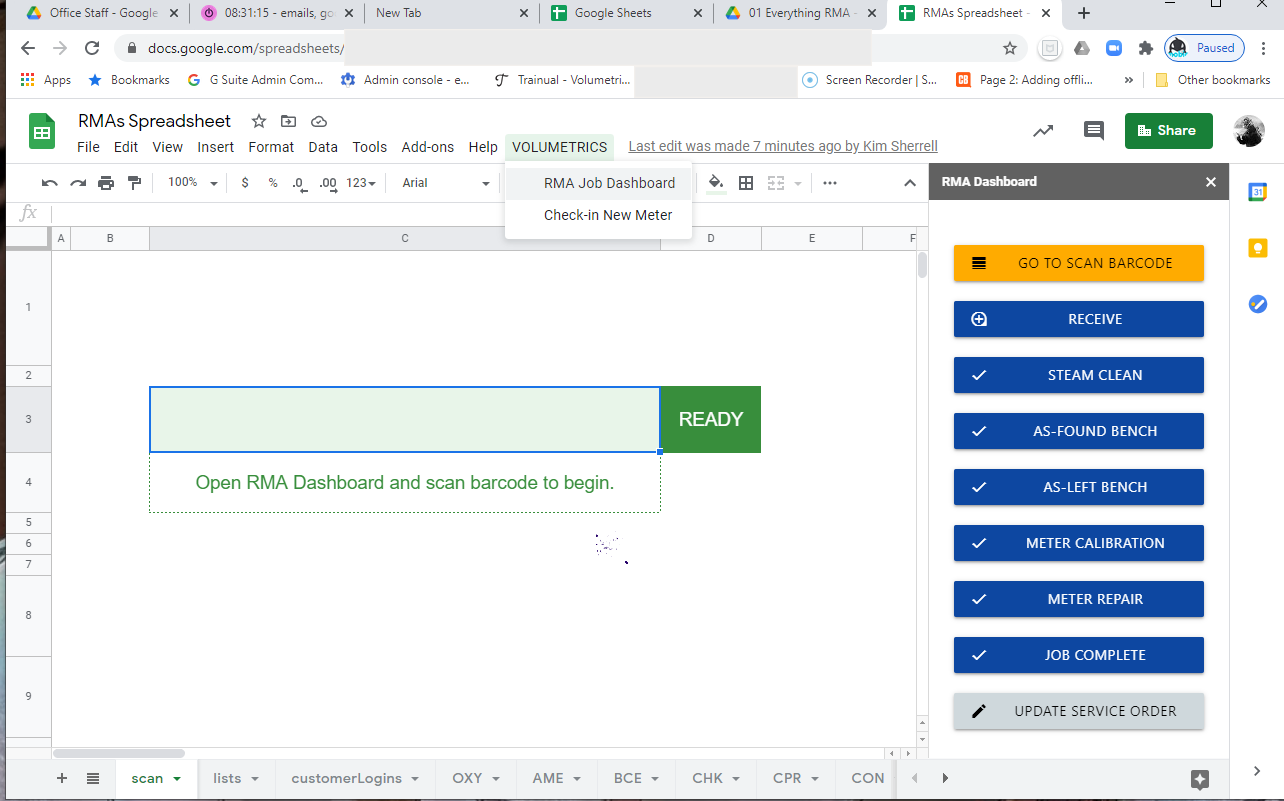 Office Staff - Google
08:31:15 - emails, go
New Tab
Google Sheets
01 Everything RMA -
RMAs Spreadsheet -
docs.google.com/spreadsheets/
Paused
Apps
Bookmarks
G Suite Admin Com...
Admin console - e...
Trainual - Volumetri...
Screen Recorder | S...
Page 2: Adding offli...
»
Other bookmarks
RMAs Spreadsheet
File Edit View Insert Format Data Tools Add-ons Help VOLUMETRICS
Last edit was made 7 minutes ago by Kim Sherrell
Share
RMA Job Dashboard
Check-in New Meter
100% $ % .0 .00 123 Arial
fx
A B C D E F
1
2
3
4
5
6
7
8
9
READY
Open RMA Dashboard and scan barcode to begin.
RMA Dashboard
GO TO SCAN BARCODE
RECEIVE
STEAM CLEAN
AS-FOUND BENCH
AS-LEFT BENCH
METER CALIBRATION
METER REPAIR
JOB COMPLETE
UPDATE SERVICE ORDER
31
scan lists customerLogins OXY AME BCE CHK CPR CON